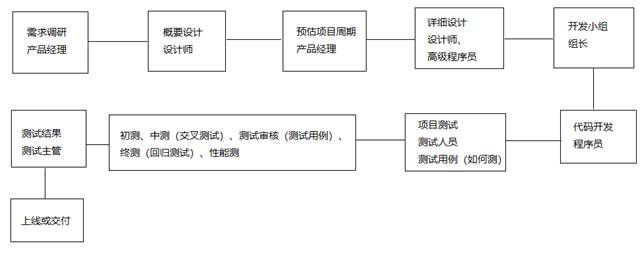 需求调研
产品经理
概要设计
设计师
预估项目周期
产品经理
详细设计
设计师、
高级程序员
开发小组
组长
代码开发
程序员
项目测试
测试人员
测试用例（如何测）
初测、中测（交叉测试）、测试审核（测试用例）、
终测（回归测试）、性能测
测试结果
测试主管
上线或交付